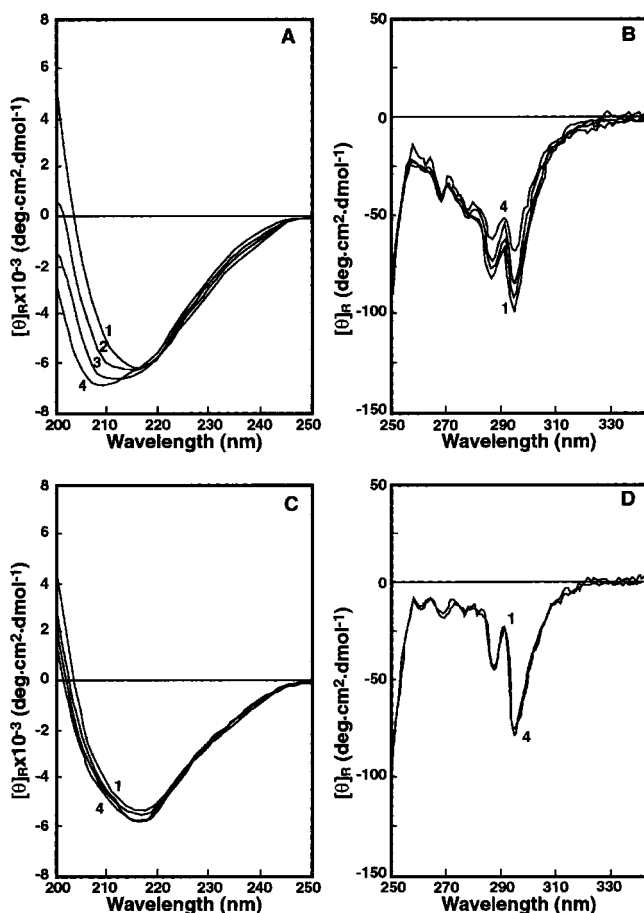 A
8
6
4
2
0
-2
-4
-6
-8
[θ]Rx10-3 (deg·cm2·dmol-1)
1
2
3
4
200 210 220 230 240 250
Wavelength (nm)
B
50
0
-50
-100
-150
[θ]R (deg·cm2·dmol-1)
4
1
250 270 290 310 330
Wavelength (nm)
C
8
6
4
2
0
-2
-4
-6
-8
[θ]Rx10-3 (deg·cm2·dmol-1)
1
4
200 210 220 230 240 250
Wavelength (nm)
D
50
0
-50
-100
-150
[θ]R (deg·cm2·dmol-1)
1
4
250 270 290 310 330
Wavelength (nm)